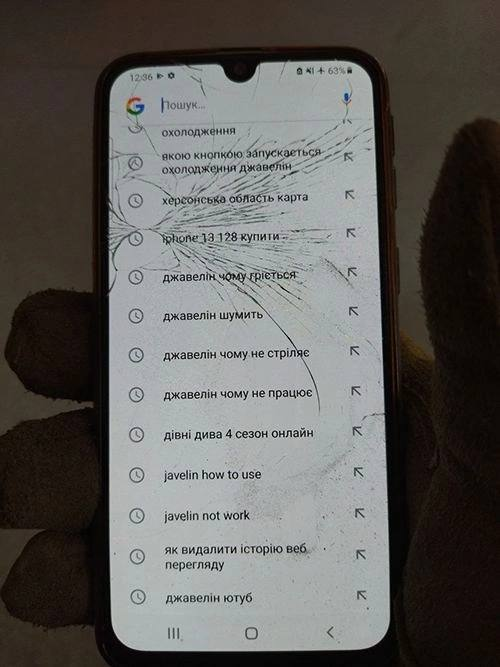 12:36
63%
Пошук...
охолодження
якою кнопкою запускається
охолодження джавелін
херсонська область карта
iphone 13 128 купити
джавелін чому гріється
джавелін шумить
джавелін чому не стріляє
джавелін чому не працює
дівні дива 4 сезон онлайн
javelin how to use
javelin not work
як видалити історію веб
перегляду
джавелін ютуб